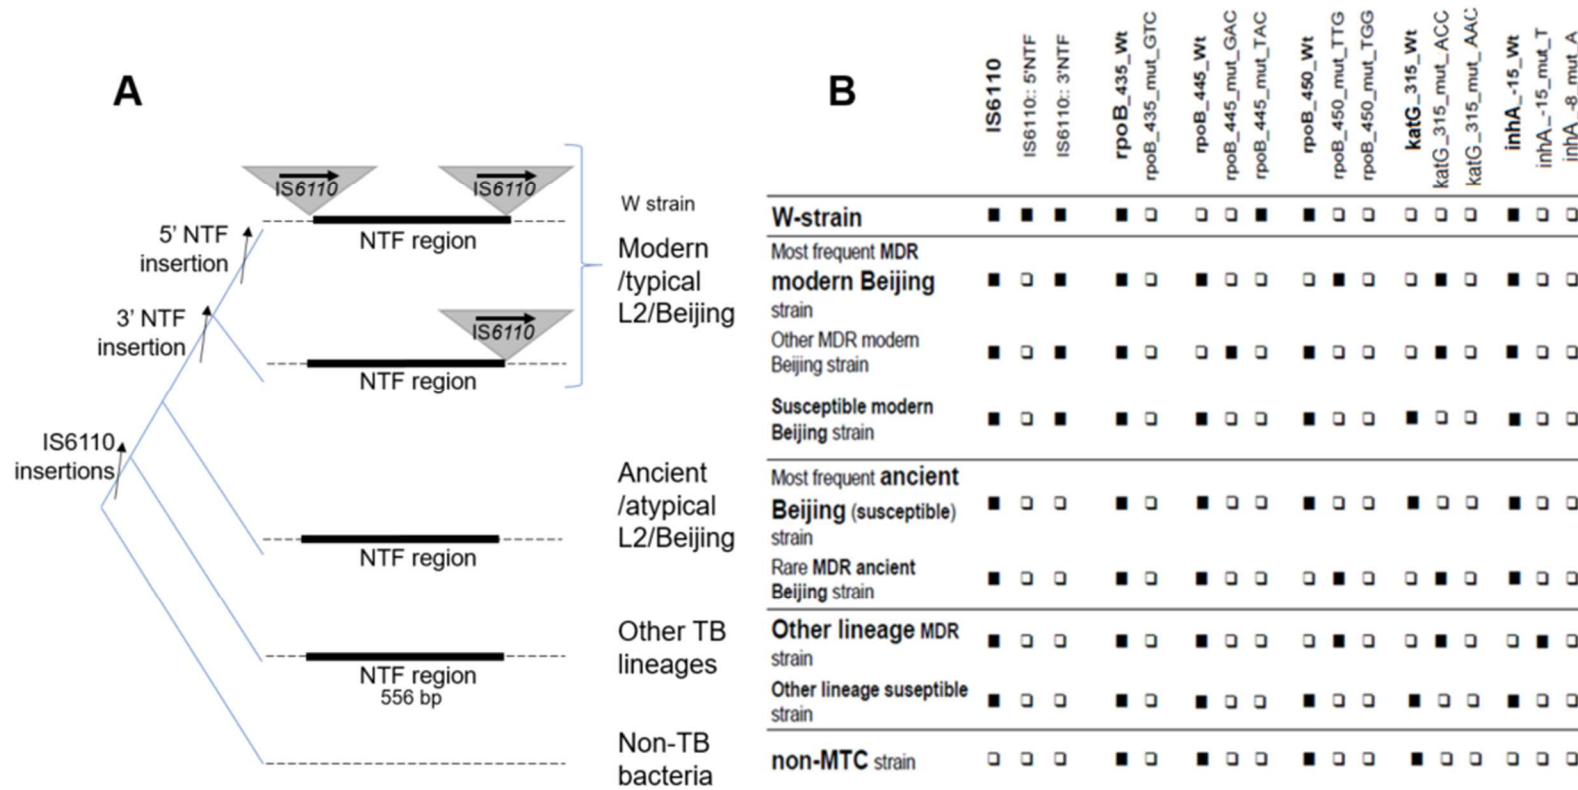 A
IS6110
IS6110
NTF region
5' NTF
insertion
W strain
Modern
/typical
L2/Beijing
3' NTF
insertion
IS6110
NTF region
IS6110
insertions
Ancient
/atypical
L2/Beijing
NTF region
Other TB
lineages
NTF region
556 bp
Non-TB
bacteria
B
IS6110
IS6110:: 5'NTF
IS6110:: 3'NTF
rpoB_435_Wt
rpoB_435_mut_GTC
rpoB_445_Wt
rpoB_445_mut_GAC
rpoB_445_mut_TAC
rpoB_450_Wt
rpoB_450_mut_TTG
rpoB_450_mut_TGG
katG_315_Wt
katG_315_mut_ACC
katG_315_mut_AAC
inhA_-15_Wt
inhA_-15_mut_T
inhA_-8_mut_A
W-strain
Most frequent MDR
modern Beijing
strain
Other MDR modern
Beijing strain
Susceptible modern
Beijing strain
Most frequent ancient
Beijing (susceptible)
strain
Rare MDR ancient
Beijing strain
Other lineage MDR
strain
Other lineage suseptible
strain
non-MTC strain